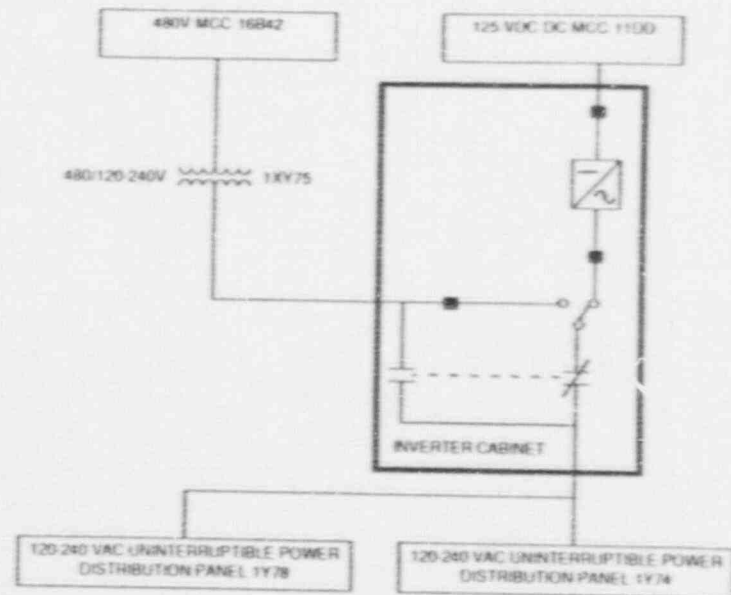 480V MCC 16B42
125 VDC DC MCC 11DD
480/120-240V 1XY75
INVERTER CABINET
120-240 VAC UNINTERRUPTIBLE POWER
DISTRIBUTION PANEL 1Y78
120-240 VAC UNINTERRUPTIBLE POWER
DISTRIBUTION PANEL 1Y74